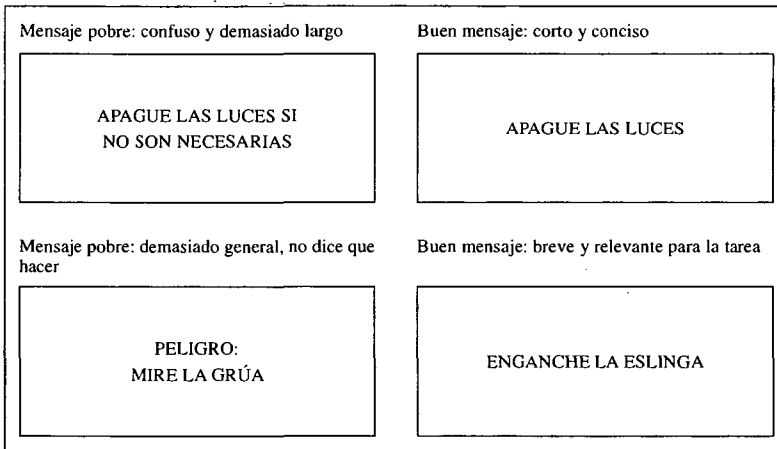 Mensaje pobre: confuso y demasiado largo
APAGUE LAS LUCES SI
NO SON NECESARIAS
Buen mensaje: corto y conciso
APAGUE LAS LUCES
Mensaje pobre: demasiado general, no dice que
hacer
PELIGRO:
MIRE LA GRÚA
Buen mensaje: breve y relevante para la tarea
ENGANCHE LA ESLINGA